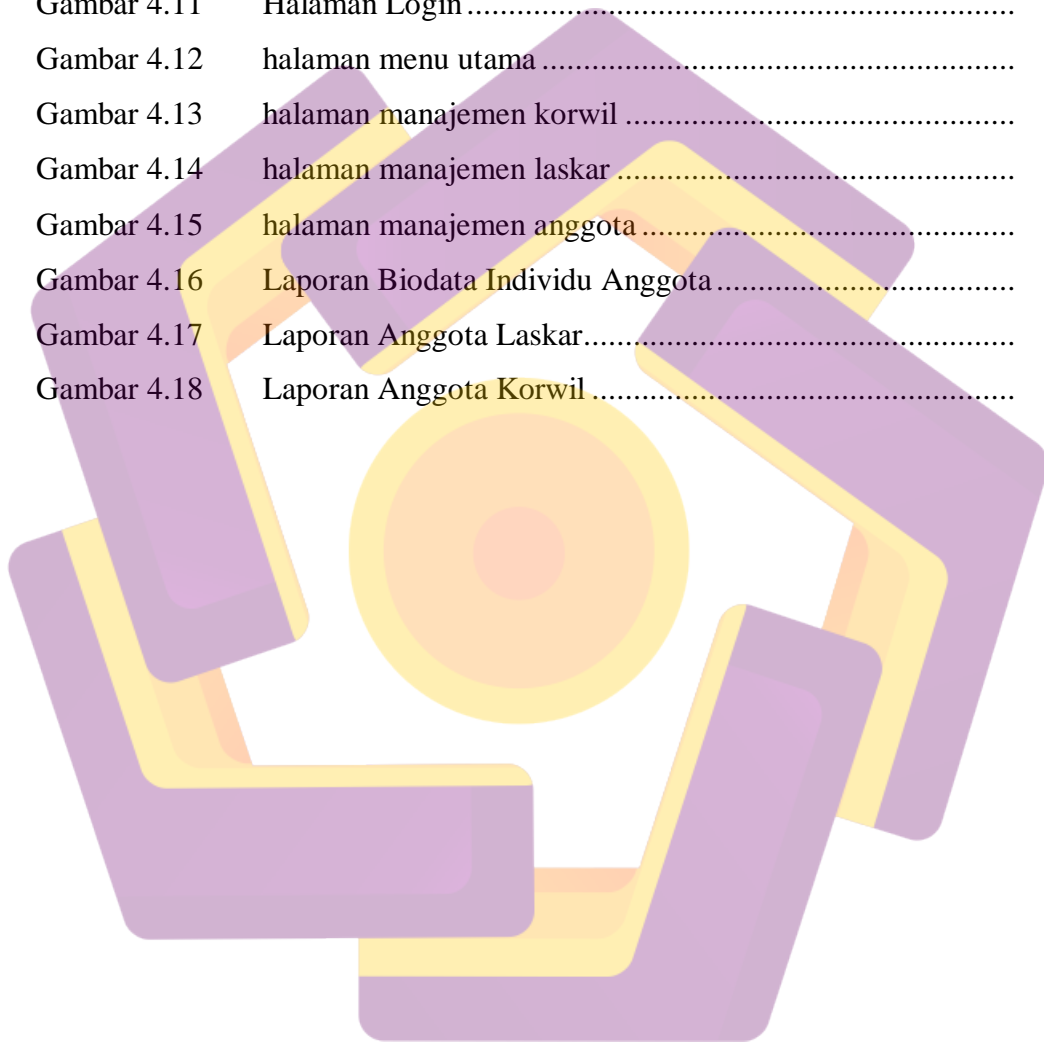 Gambar 4.11 Halaman Login ....................................................................
Gambar 4.12 halaman menu utama ..........................................................
Gambar 4.13 halaman manajemen korwil ................................................
Gambar 4.14 halaman manajemen laskar ..................................................
Gambar 4.15 halaman manajemen anggota ..............................................
Gambar 4.16 Laporan Biodata Individu Anggota .....................................
Gambar 4.17 Laporan Anggota Laskar.....................................................
Gambar 4.18 Laporan Anggota Korwil ....................................................